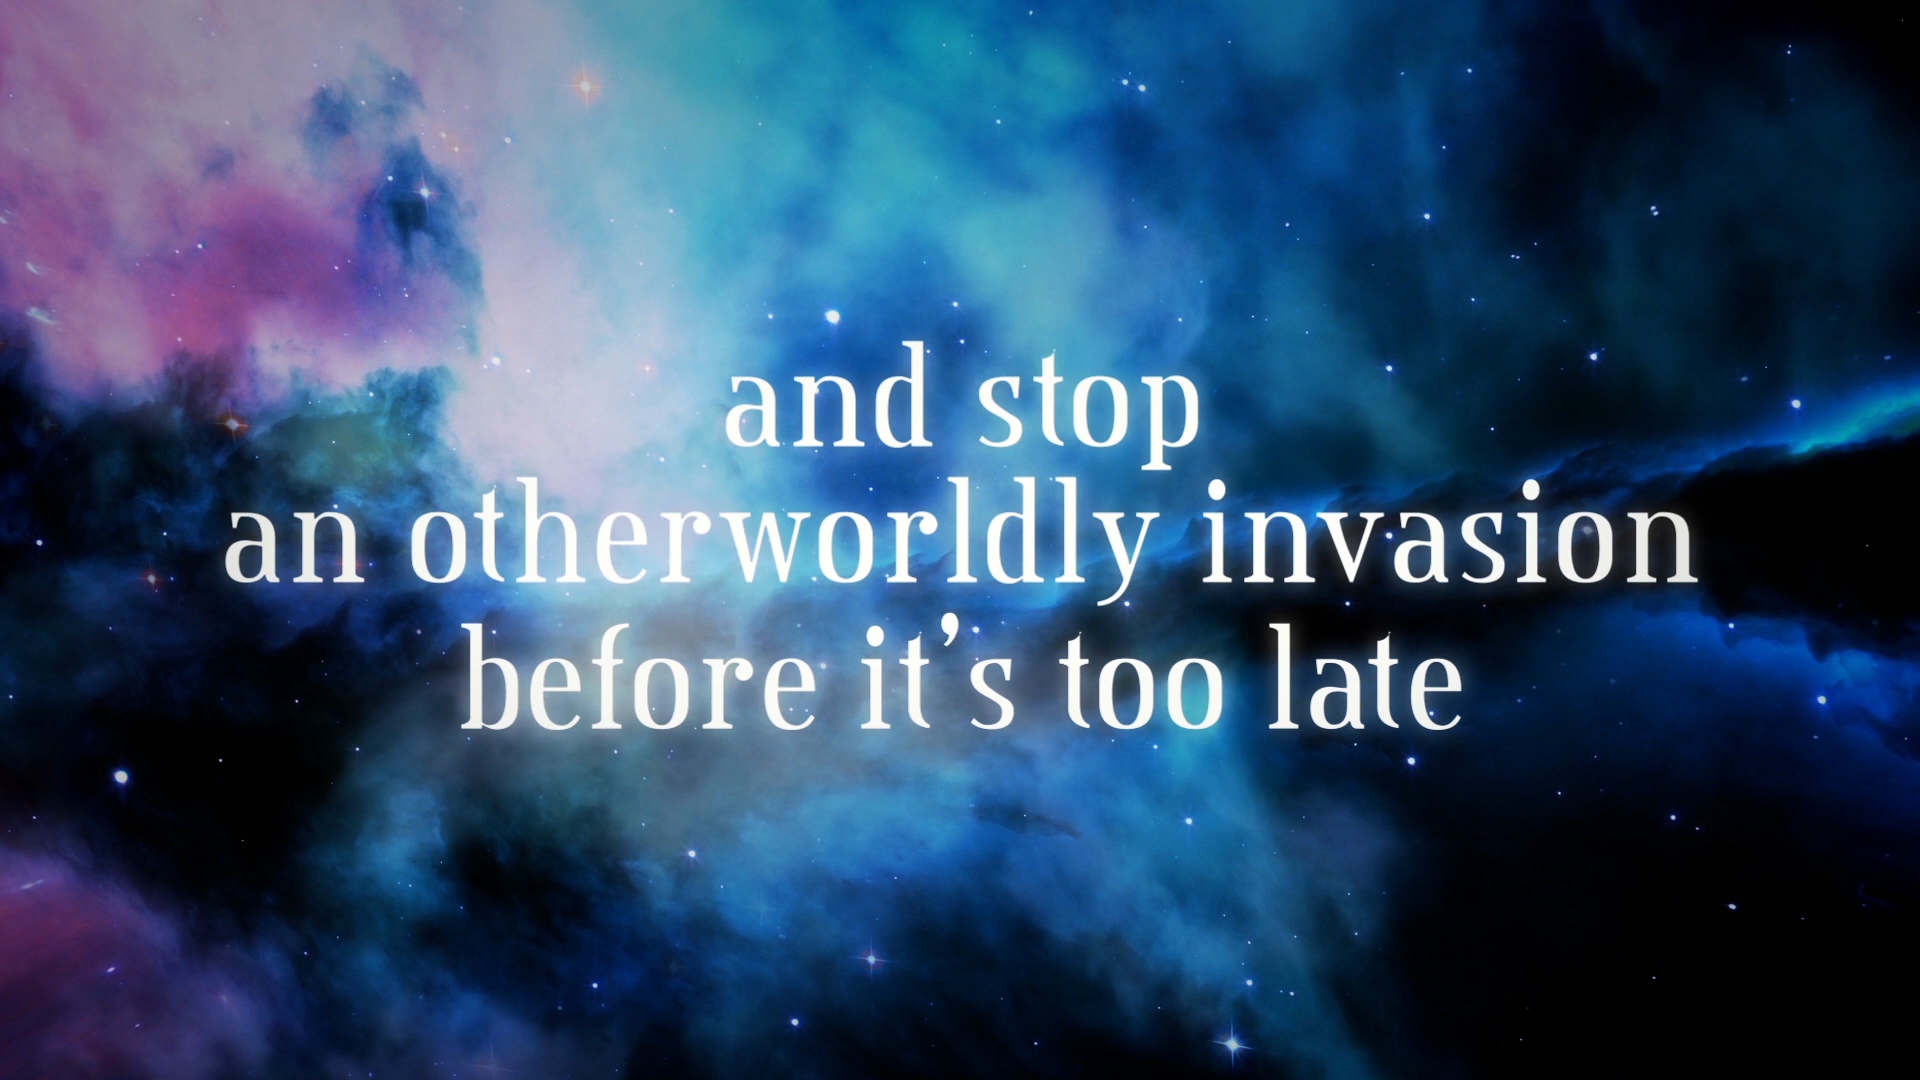 and stop
an otherworldly invasion
before it's too late